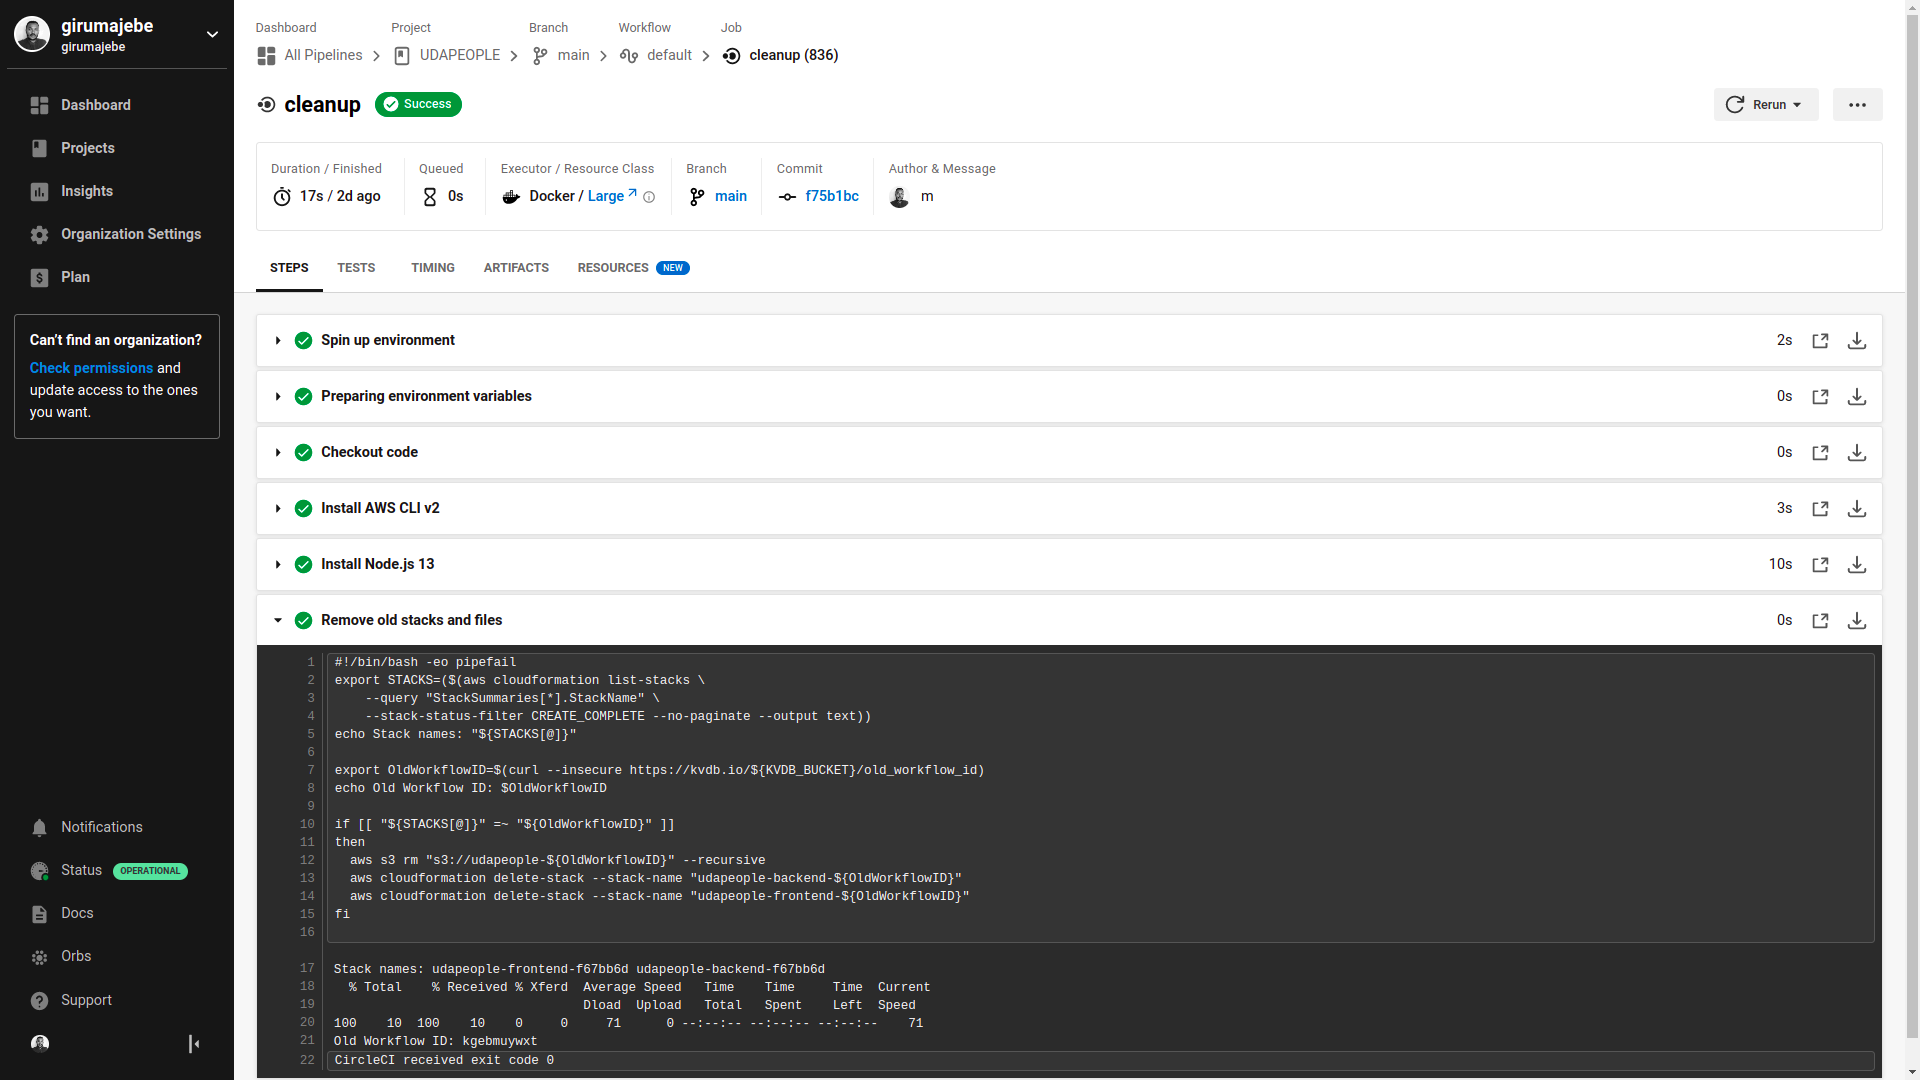 girumajebe
girumajebe
Dashboard
Projects
Insights
Organization Settings
Plan
Can't find an organization?
Check permissions and
update access to the ones
you want.
Notifications
Status OPERATIONAL
Docs
Orbs
Support
Dashboard Project Branch Workflow Job
All Pipelines UDAPEOPLE main default cleanup (836)
cleanup Success
Rerun
Duration / Finished Queued Executor / Resource Class Branch Commit Author & Message
17s / 2d ago 0s Docker / Large main f75b1bc m
STEPS TESTS TIMING ARTIFACTS RESOURCES NEW
Spin up environment 2s
Preparing environment variables 0s
Checkout code 0s
Install AWS CLI v2 3s
Install Node.js 13 10s
Remove old stacks and files 0s
1 #!/bin/bash -eo pipefail
2 export STACKS=($(aws cloudformation list-stacks \
3     --query "StackSummaries[*].StackName" \
4     --stack-status-filter CREATE_COMPLETE --no-paginate --output text))
5 echo Stack names: "${STACKS[@]}"
6
7 export OldWorkflowID=$(curl --insecure https://kvdb.io/${KVDB_BUCKET}/old_workflow_id)
8 echo Old Workflow ID: $OldWorkflowID
9
10 if [[ "${STACKS[@]}" =~ "${OldWorkflowID}" ]]
11 then
12   aws s3 rm "s3://udapeople-${OldWorkflowID}" --recursive
13   aws cloudformation delete-stack --stack-name "udapeople-backend-${OldWorkflowID}"
14   aws cloudformation delete-stack --stack-name "udapeople-frontend-${OldWorkflowID}"
15 fi
16
17 Stack names: udapeople-frontend-f67bb6d udapeople-backend-f67bb6d
18   % Total    % Received % Xferd  Average Speed   Time    Time     Time  Current
19                                  Dload  Upload   Total   Spent    Left  Speed
20 100    10  100    10    0     0     71      0 --:--:-- --:--:-- --:--:--    71
21 Old Workflow ID: kgebmuywxt
22 CircleCI received exit code 0